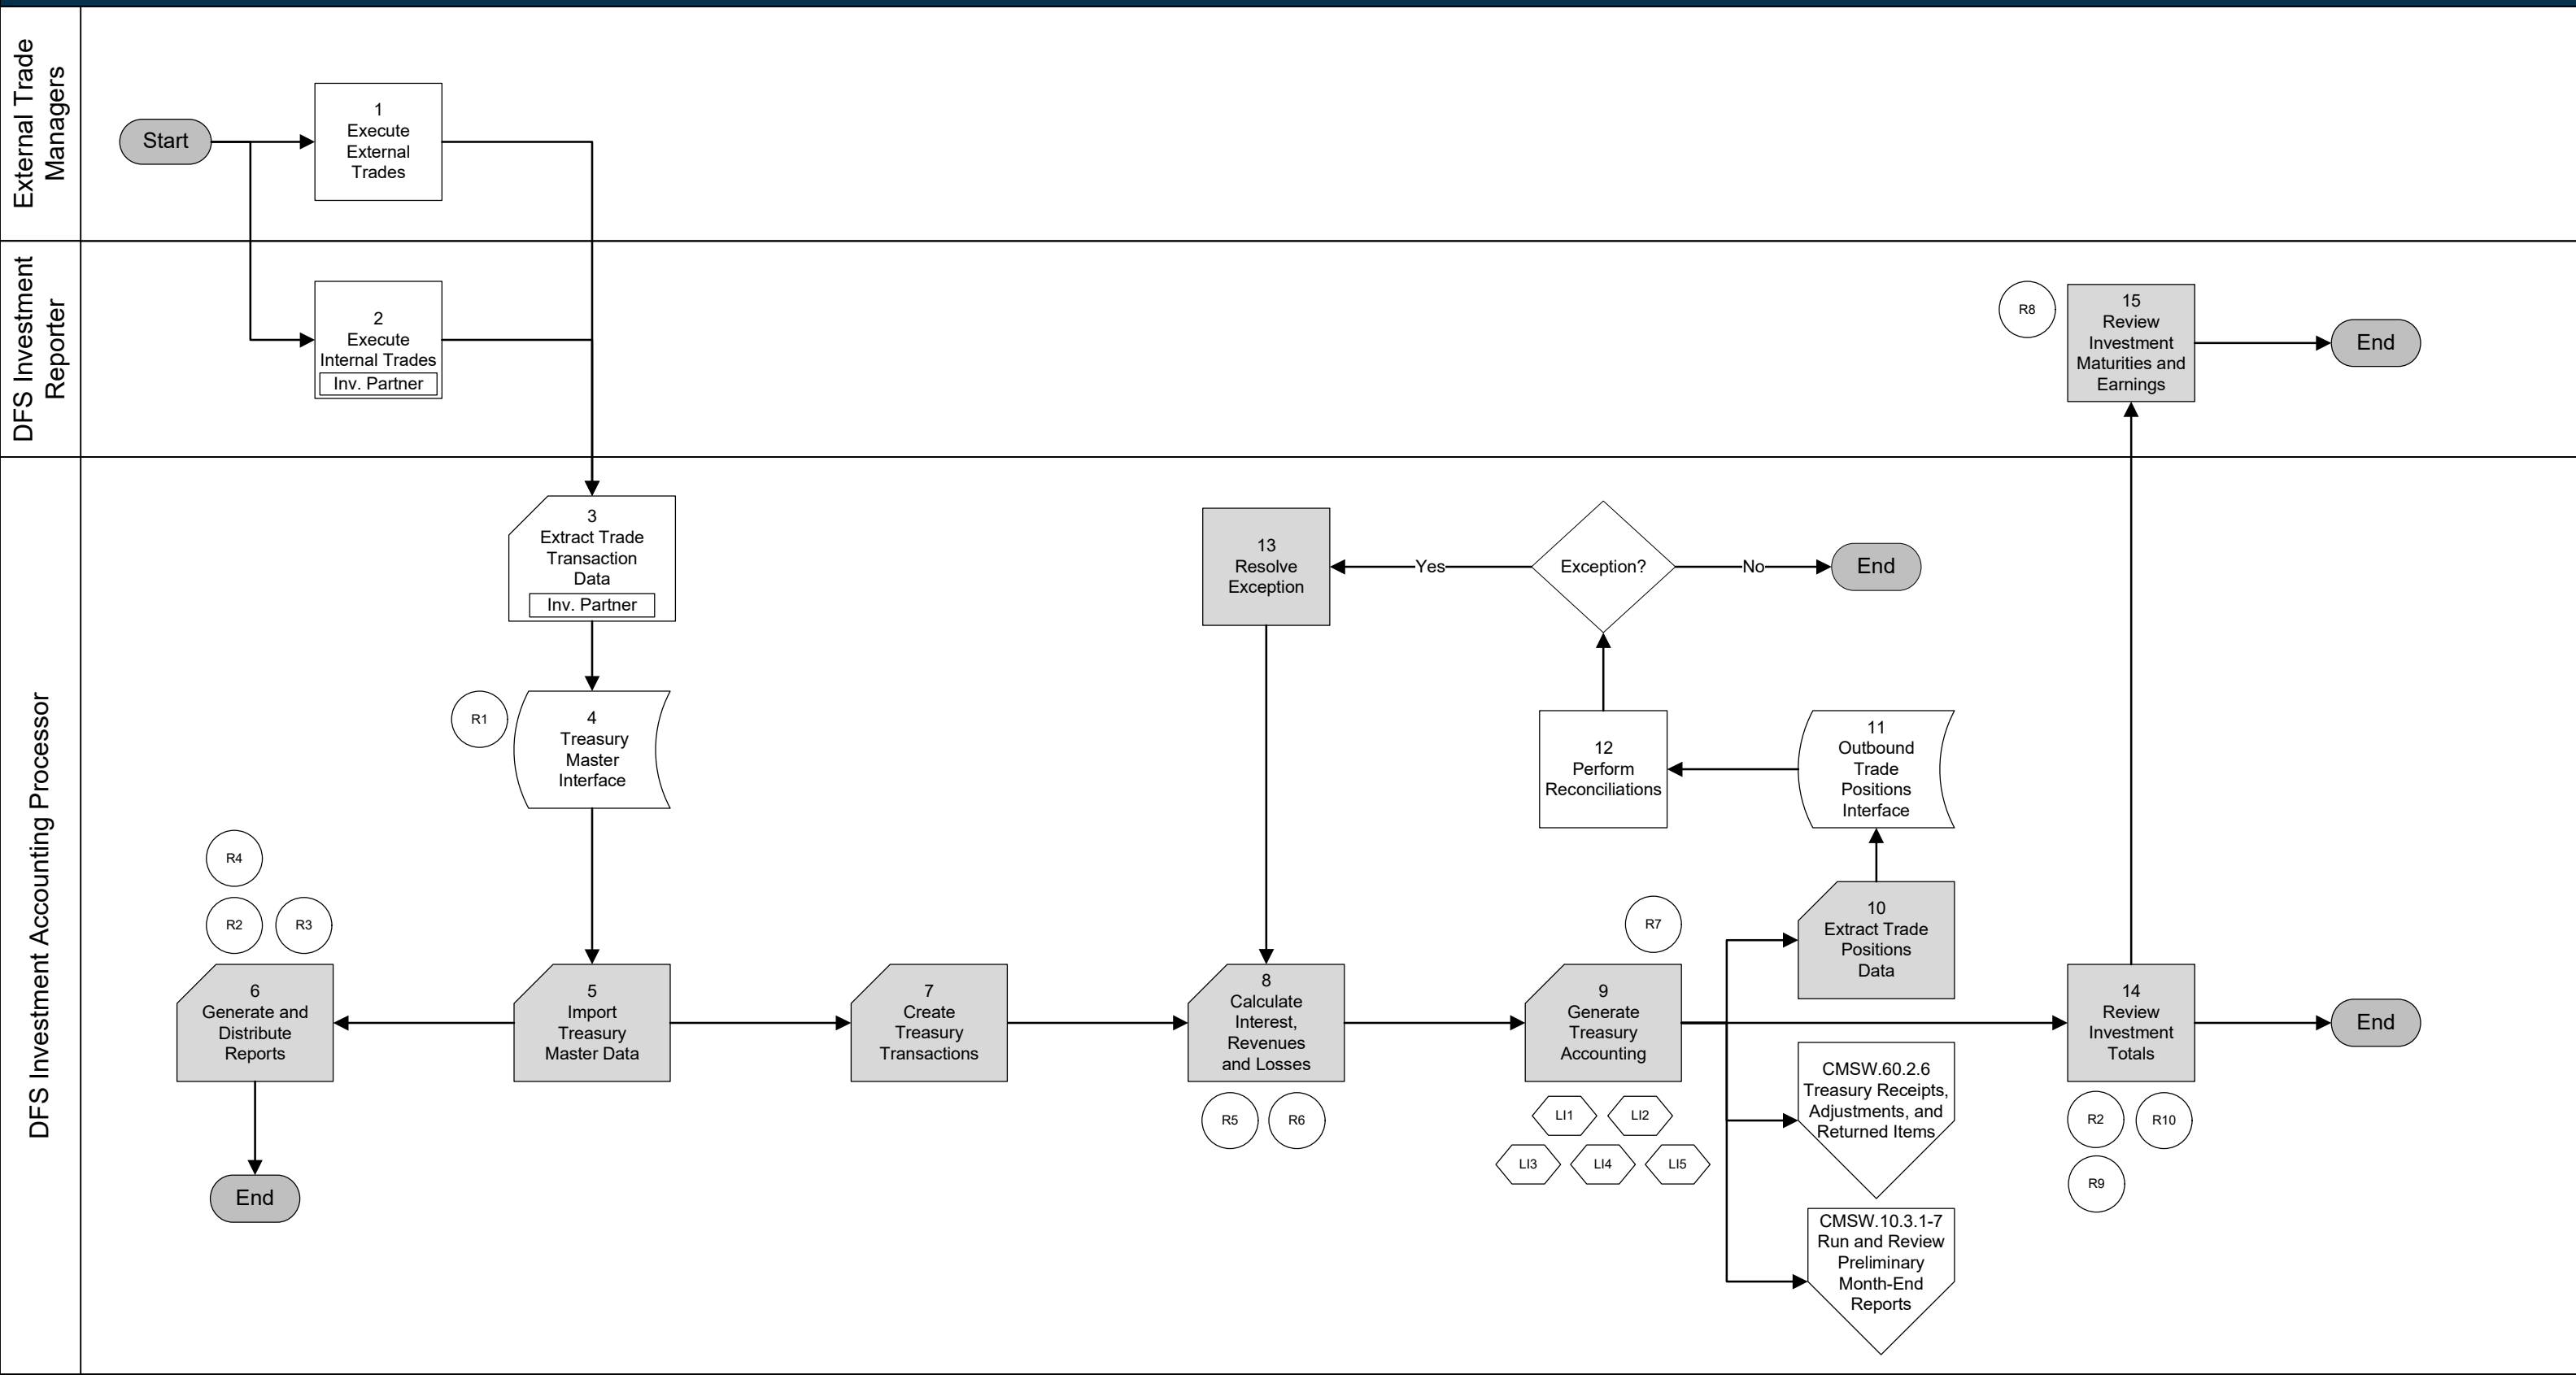 External Trade
Managers
Start
1
Execute
External
Trades
DFS Investment
Reporter
2
Execute
Internal Trades
Inv. Partner
R8
15
Review
Investment
Maturities and
Earnings
End
DFS Investment Accounting Processor
3
Extract Trade
Transaction
Data
Inv. Partner
13
Resolve
Exception
Yes
Exception?
No
End
R1
4
Treasury
Master
Interface
12
Perform
Reconciliations
11
Outbound
Trade
Positions
Interface
R4
R2
R3
R7
10
Extract Trade
Positions
Data
6
Generate and
Distribute
Reports
5
Import
Treasury
Master Data
7
Create
Treasury
Transactions
8
Calculate
Interest,
Revenues
and Losses
9
Generate
Treasury
Accounting
14
Review
Investment
Totals
End
R5
R6
LI1
LI2
LI3
LI4
LI5
CMSW.60.2.6
Treasury Receipts,
Adjustments, and
Returned Items
R2
R10
R9
End
CMSW.10.3.1-7
Run and Review
Preliminary
Month-End
Reports